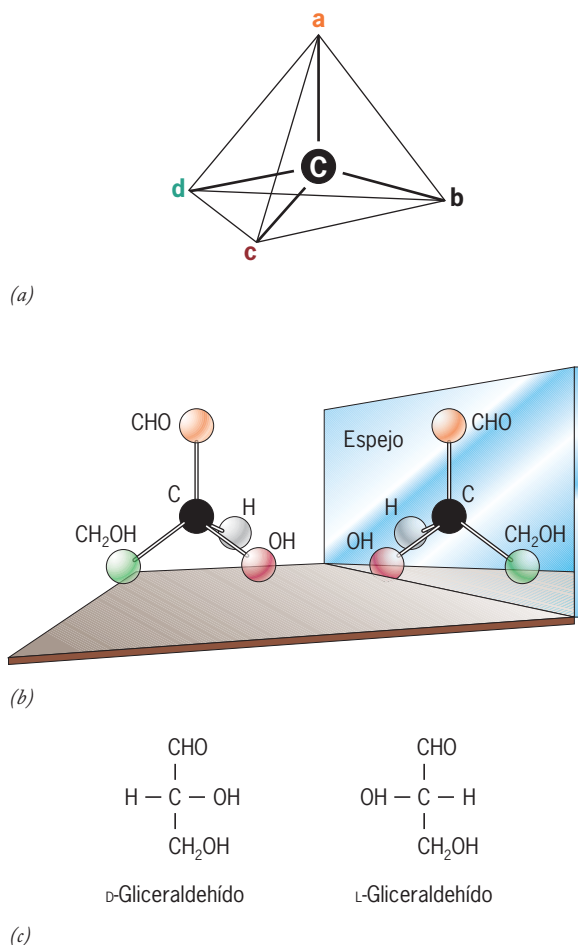 a
C
d
b
c
(a)
CHO
CHO
Espejo
C
C
H
H
CH₂OH
OH
OH
CH₂OH
(b)
CHO
CHO
H — C — OH
OH — C — H
CH₂OH
CH₂OH
D-Gliceraldehído
L-Gliceraldehído
(c)